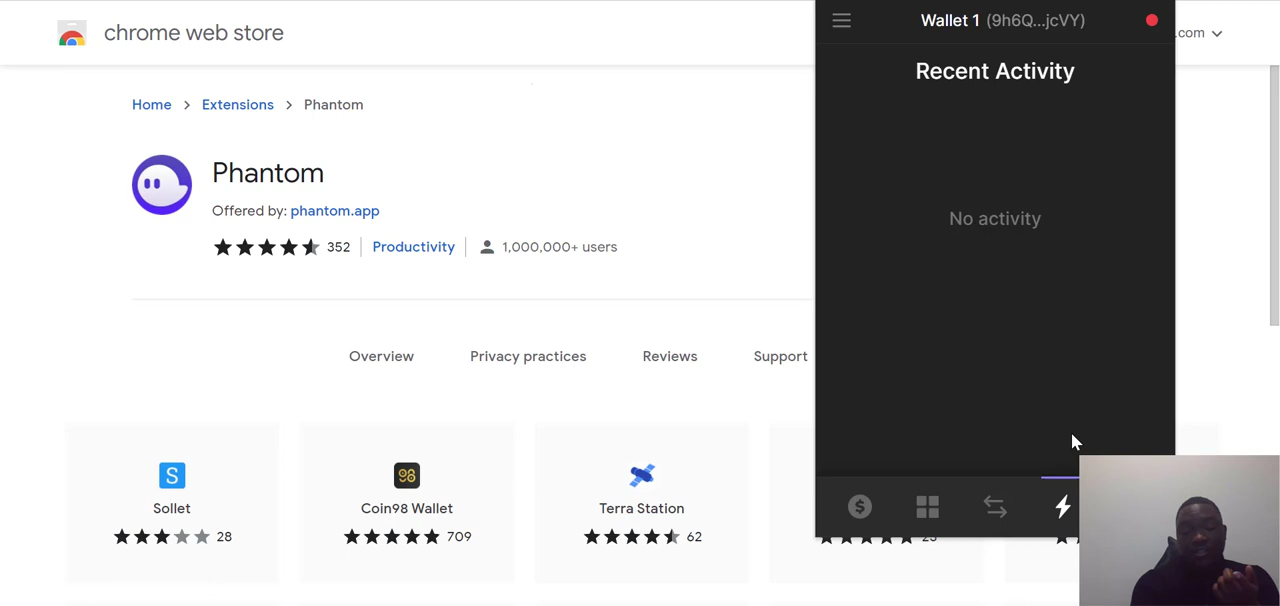 chrome web store
Wallet 1 (9h6Q...jcVY)
.com
Recent Activity
Home > Extensions > Phantom
Phantom
Offered by: phantom.app
352
Productivity
1,000,000+ users
No activity
Overview
Privacy practices
Reviews
Support
S
98
Sollet
Coin98 Wallet
Terra Station
28
709
62
$